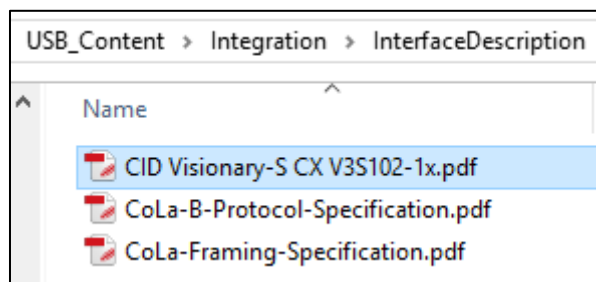 USB_Content > Integration > InterfaceDescription
Name
CID Visionary-S CX V3S102-1x.pdf
CoLa-B-Protocol-Specification.pdf
CoLa-Framing-Specification.pdf